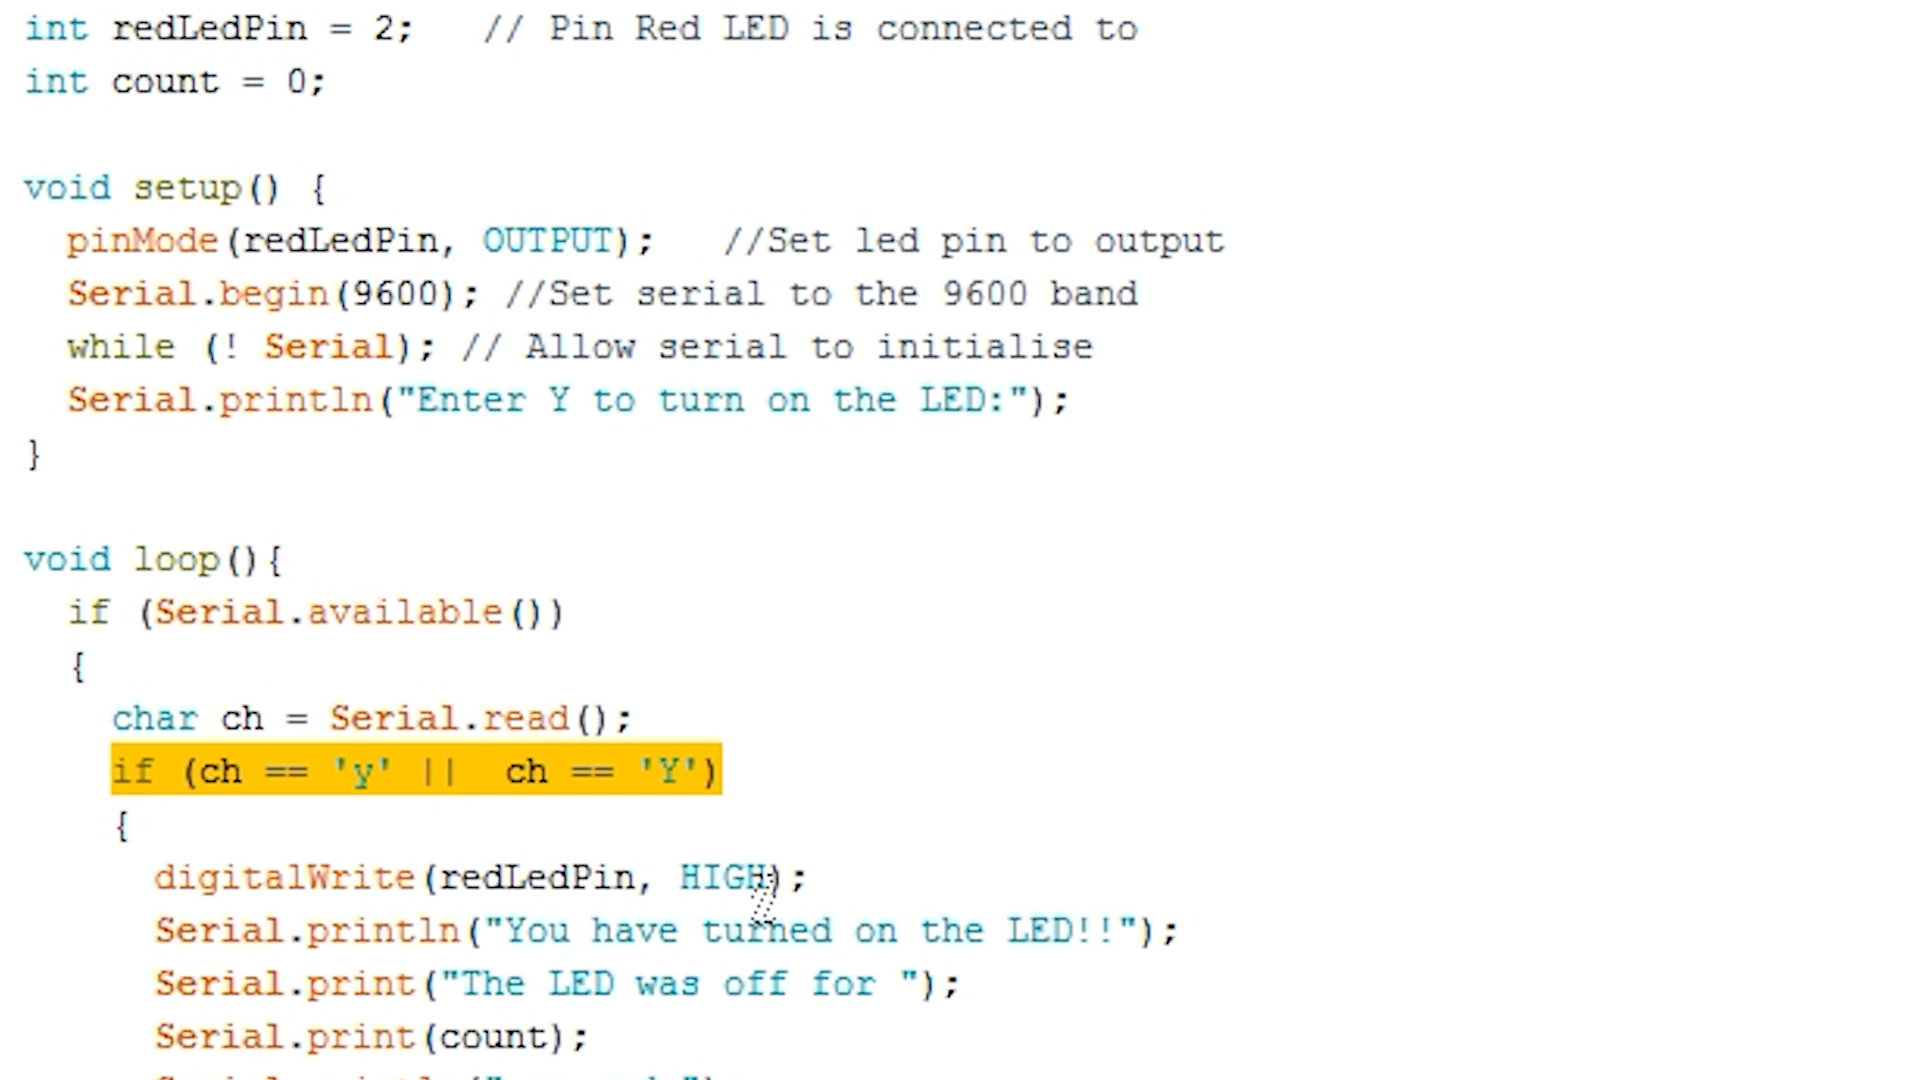 int redLedPin = 2;   // Pin Red LED is connected to
int count = 0;
void setup() {
pinMode(redLedPin, OUTPUT);   //Set led pin to output
Serial.begin(9600); //Set serial to the 9600 band
while (! Serial); // Allow serial to initialise
Serial.println("Enter Y to turn on the LED:");
}
void loop(){
if (Serial.available())
{
char ch = Serial.read();
if (ch == 'y' ||  ch == 'Y')
{
digitalWrite(redLedPin, HIGH);
Serial.println("You have turned on the LED!!");
Serial.print("The LED was off for ");
Serial.print(count);